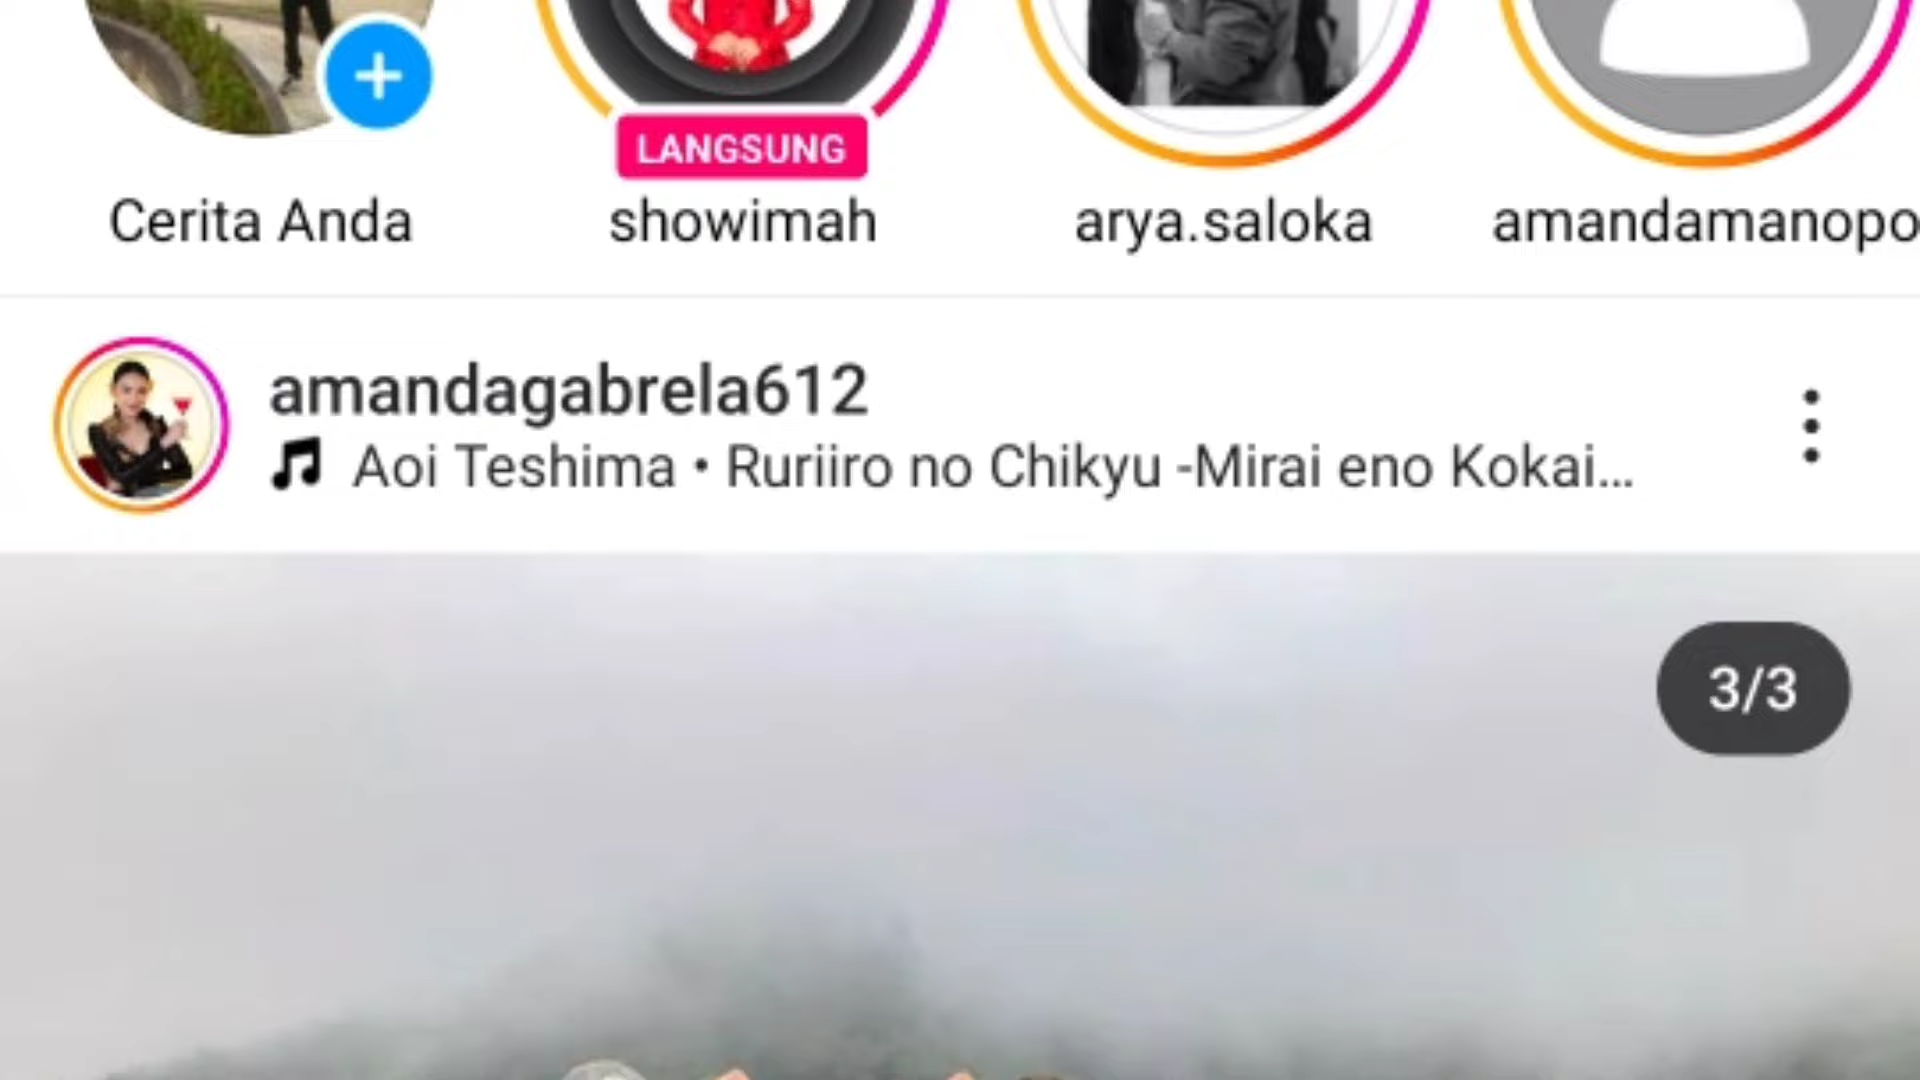 LANGSUNG
Cerita Anda
showimah
arya.saloka
amandamanopo
amandagabrela612
Aoi Teshima • Ruriiro no Chikyu -Mirai eno Kokai...
3/3